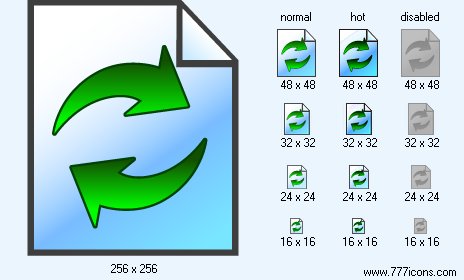 normal hot disabled
48 x 48 48 x 48 48 x 48
32 x 32 32 x 32 32 x 32
24 x 24 24 x 24 24 x 24
16 x 16 16 x 16 16 x 16
256 x 256
www.777icons.com